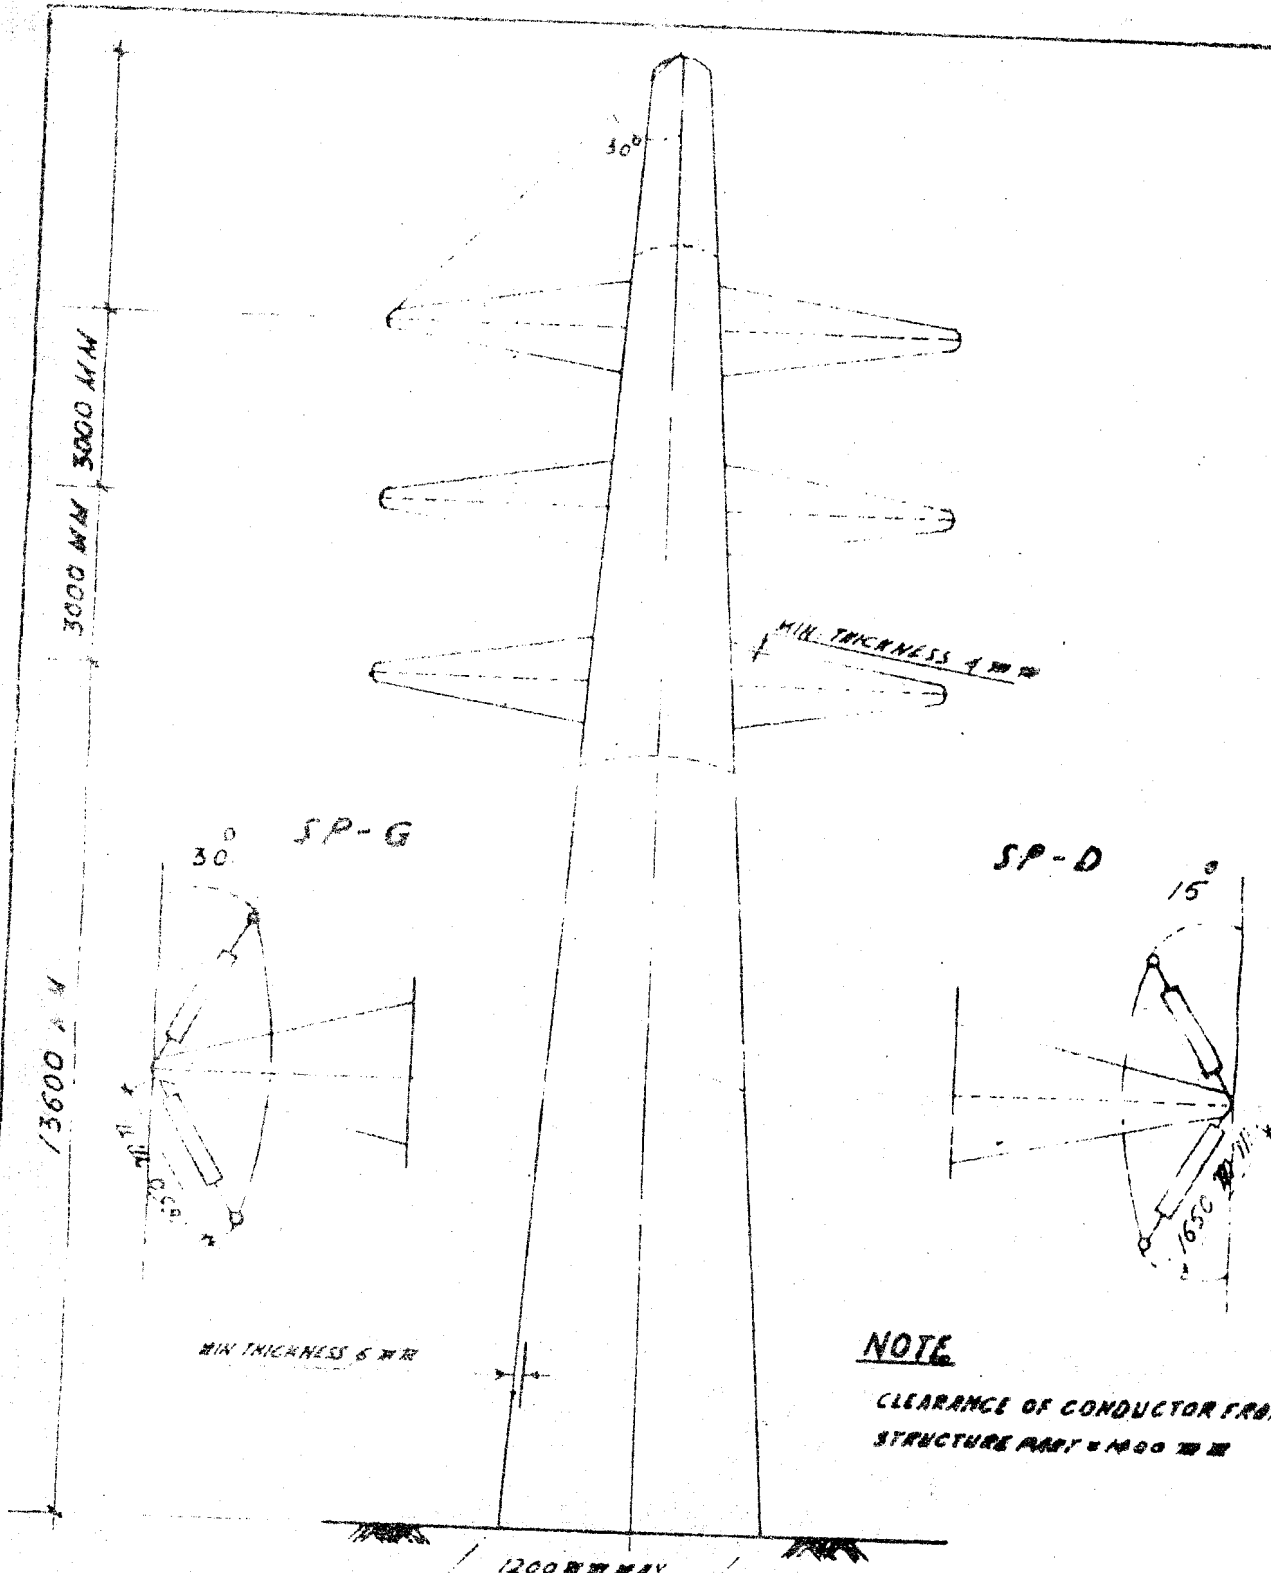 30°
3000 MM
3000 MM
MIN. THICKNESS 4 mm
SP-G
30°
SP-D
15°
13600 MM
1650 mm
MIN THICKNESS 6 mm
NOTE
CLEARANCE OF CONDUCTOR FRO
STRUCTURE PART =
1200 mm MAX